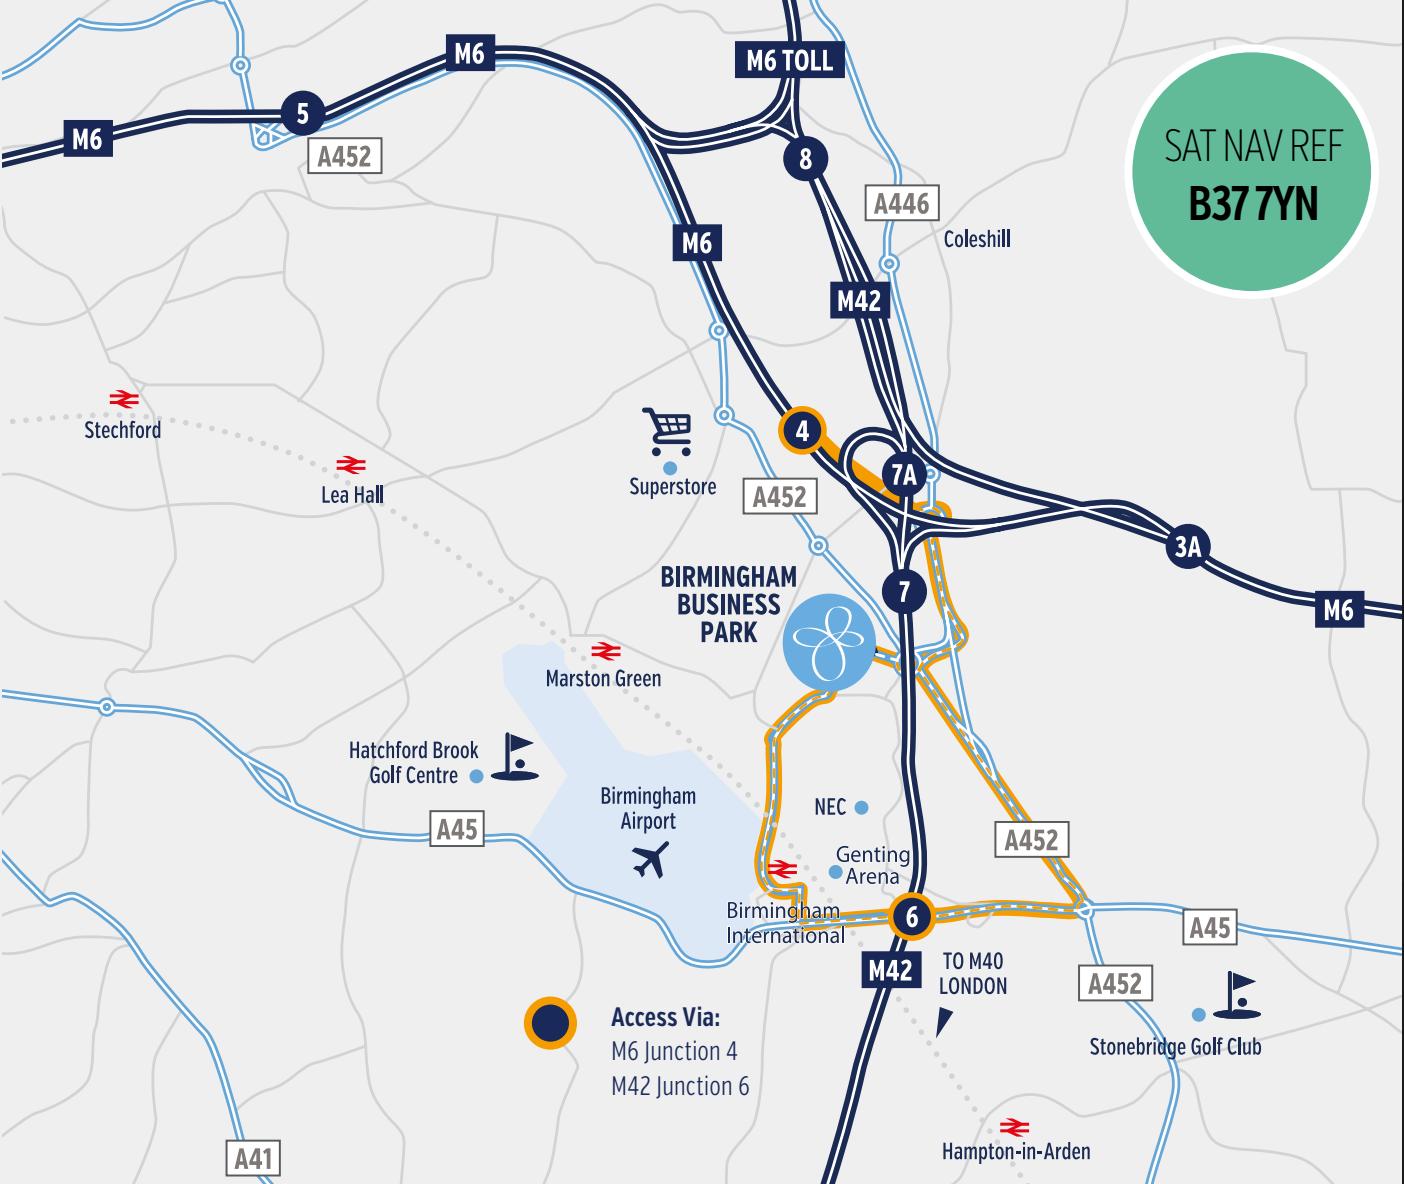 M6
M6 TOLL
5
M6
A452
8
SAT NAV REF
B37 7YN
A446
Coleshill
M6
M42
Stechford
4
Lea Hall
Superstore
7A
A452
3A
BIRMINGHAM
BUSINESS
PARK
7
M6
Marston Green
Hatchford Brook
Golf Centre
Birmingham
Airport
NEC
A45
A452
Genting
Arena
Birmingham
International
6
A45
M42
TO M40
LONDON
A452
Access Via:
M6 Junction 4
M42 Junction 6
Stonebridge Golf Club
Hampton-in-Arden
A41